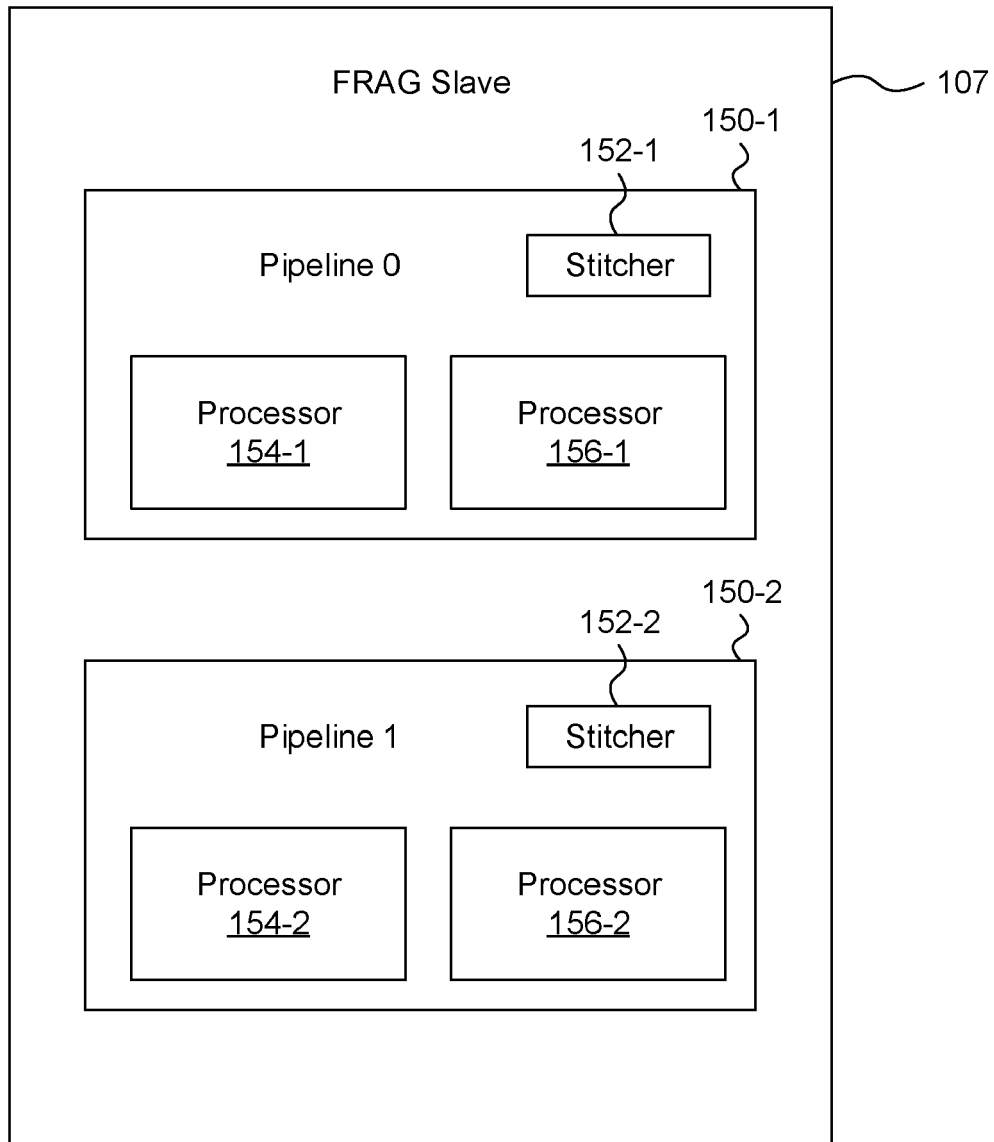 FRAG Slave
107
150-1
152-1
Pipeline 0
Stitcher
Processor
154-1
Processor
156-1
150-2
152-2
Pipeline 1
Stitcher
Processor
154-2
Processor
156-2